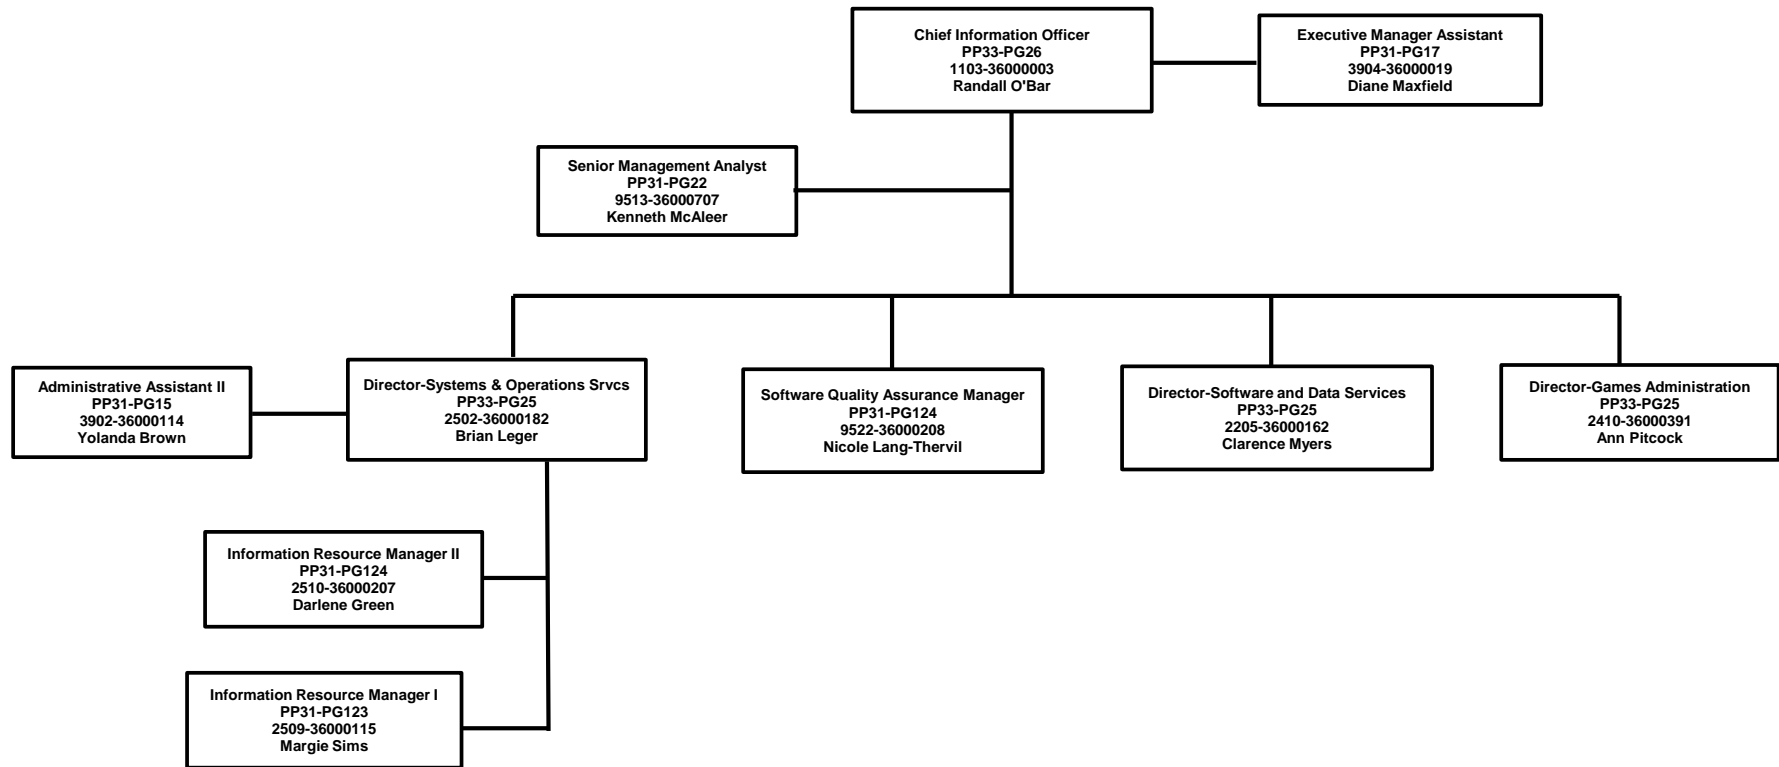 Chief Information Officer
PP33-PG26
1103-36000003
Randall O'Bar
Executive Manager Assistant
PP31-PG17
3904-36000019
Diane Maxfield
Senior Management Analyst
PP31-PG22
9513-36000707
Kenneth McAleer
Administrative Assistant II
PP31-PG15
3902-36000114
Yolanda Brown
Director-Systems & Operations Srvcs
PP33-PG25
2502-36000182
Brian Leger
Software Quality Assurance Manager
PP31-PG124
9522-36000208
Nicole Lang-Thervil
Director-Software and Data Services
PP33-PG25
2205-36000162
Clarence Myers
Director-Games Administration
PP33-PG25
2410-36000391
Ann Pitcock
Information Resource Manager II
PP31-PG124
2510-36000207
Darlene Green
Information Resource Manager I
PP31-PG123
2509-36000115
Margie Sims